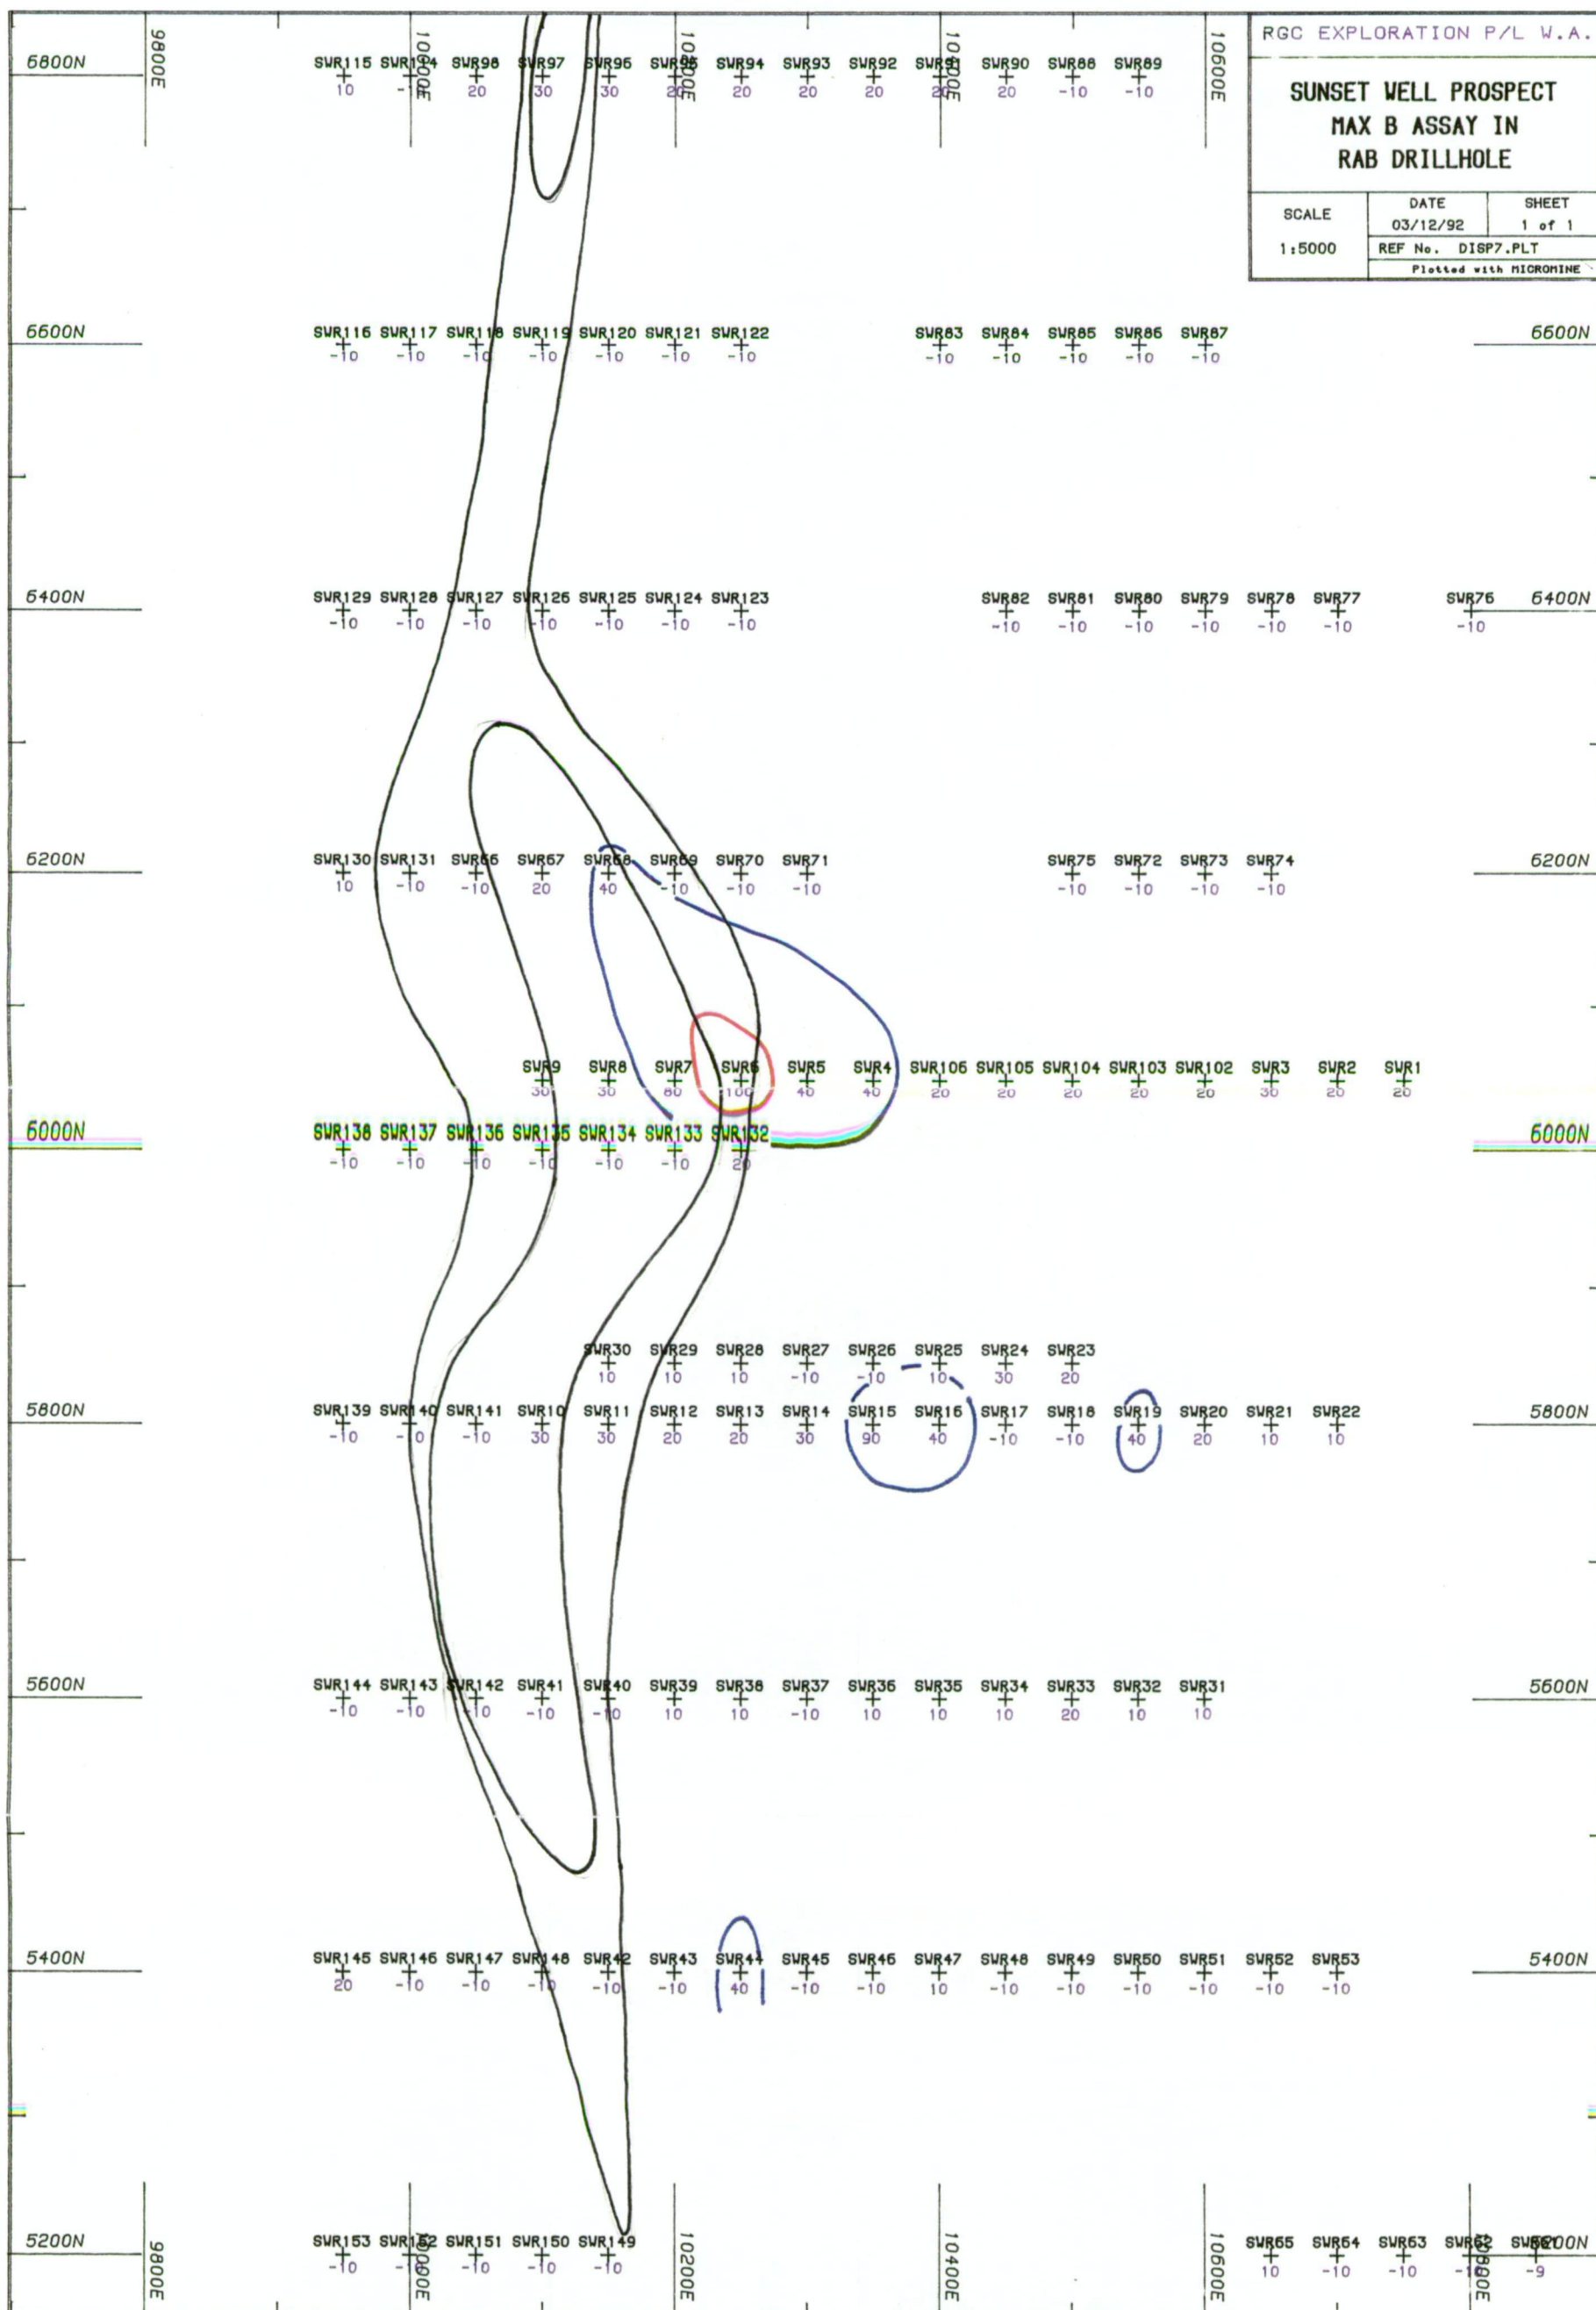 RGC EXPLORATION P/L W.A.
SUNSET WELL PROSPECT
MAX B ASSAY IN
RAB DRILLHOLE
SCALE
1:5000
DATE
03/12/92
SHEET
1 of 1
REF No. DISP7.PLT
Plotted with MICROMINE
9800E 10000E 10200E 10400E 10600E
6800N
SWR115 SWR114 SWR98 SWR97 SWR96 SWR95 SWR94 SWR93 SWR92 SWR91 SWR90 SWR88 SWR89
10 -10 20 30 30 20 20 20 20 20 20 -10 -10
6600N SWR116 SWR117 SWR118 SWR119 SWR120 SWR121 SWR122 SWR83 SWR84 SWR85 SWR86 SWR87 6600N
-10 -10 -10 -10 -10 -10 -10 -10 -10 -10 -10 -10
6400N SWR129 SWR128 SWR127 SWR126 SWR125 SWR124 SWR123 SWR82 SWR81 SWR80 SWR79 SWR78 SWR77 SWR76 6400N
-10 -10 -10 -10 -10 -10 -10 -10 -10 -10 -10 -10 -10 -10
6200N SWR130 SWR131 SWR66 SWR67 SWR68 SWR69 SWR70 SWR71 SWR75 SWR72 SWR73 SWR74 6200N
10 -10 -10 20 40 -10 -10 -10 -10 -10 -10 -10
SWR9 SWR8 SWR7 SWR6 SWR5 SWR4 SWR106 SWR105 SWR104 SWR103 SWR102 SWR3 SWR2 SWR1
30 30 80 100 40 40 20 20 20 20 20 30 20 20
6000N SWR138 SWR137 SWR136 SWR135 SWR134 SWR133 SWR132 6000N
-10 -10 -10 -10 -10 -10 20
SWR30 SWR29 SWR28 SWR27 SWR26 SWR25 SWR24 SWR23
10 10 10 -10 -10 10 30 20
5800N SWR139 SWR140 SWR141 SWR10 SWR11 SWR12 SWR13 SWR14 SWR15 SWR16 SWR17 SWR18 SWR19 SWR20 SWR21 SWR22 5800N
-10 -10 -10 30 30 20 20 30 90 40 -10 -10 40 20 10 10
5600N SWR144 SWR143 SWR142 SWR41 SWR40 SWR39 SWR38 SWR37 SWR36 SWR35 SWR34 SWR33 SWR32 SWR31 5600N
-10 -10 -10 -10 -10 10 10 -10 10 10 10 20 10 10
5400N SWR145 SWR146 SWR147 SWR148 SWR42 SWR43 SWR44 SWR45 SWR46 SWR47 SWR48 SWR49 SWR50 SWR51 SWR52 SWR53 5400N
20 -10 -10 -10 -10 -10 40 -10 -10 10 -10 -10 -10 -10 -10 -10
5200N SWR153 SWR152 SWR151 SWR150 SWR149 SWR65 SWR64 SWR63 SWR62 5200N
-10 -10 -10 -10 -10 10 -10 -10 -10 -9
9800E 10000E 10200E 10400E 10600E 10800E